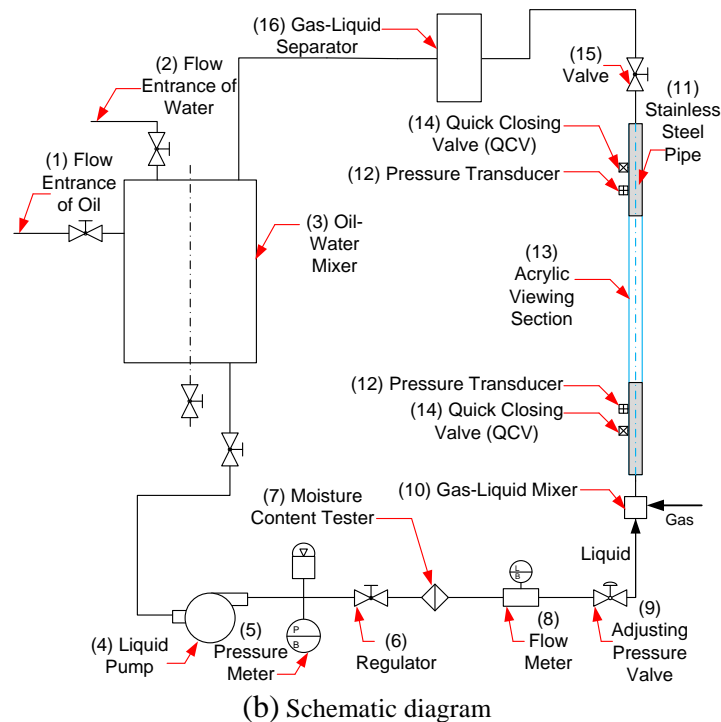 (16) Gas-Liquid
Separator
(2) Flow
Entrance of
Water
(15)
Valve
(11)
Stainless
Steel
Pipe
(14) Quick Closing
Valve (QCV)
(12) Pressure Transducer
(1) Flow
Entrance
of Oil
(3) Oil-
Water
Mixer
(13)
Acrylic
Viewing
Section
(12) Pressure Transducer
(14) Quick Closing
Valve (QCV)
(7) Moisture
Content Tester
(10) Gas-Liquid Mixer
Gas
Liquid
L
B
P
B
(4) Liquid
Pump
(5)
Pressure
Meter
(6)
Regulator
(8)
Flow
Meter
(9)
Adjusting
Pressure
Valve
(b) Schematic diagram